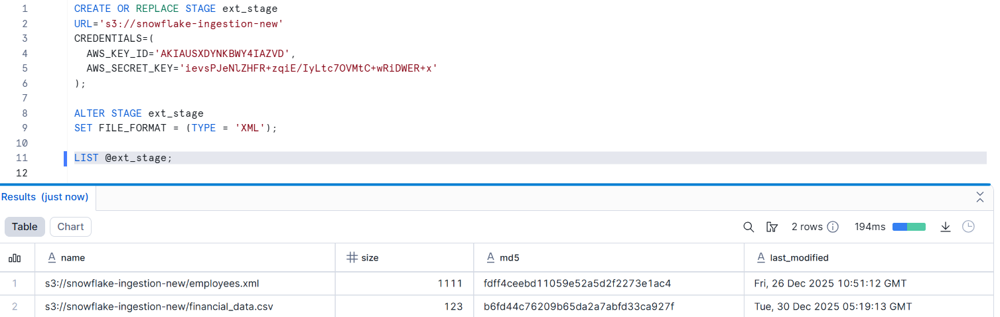 1 CREATE OR REPLACE STAGE ext_stage
2 URL='s3://snowflake-ingestion-new'
3 CREDENTIALS=(
4 AWS_KEY_ID='AKIAUSXDYNKBWY4IAZVD',
5 AWS_SECRET_KEY='ievsPJeNlZHFR+zqiE/IyLtc7OVMtC+wRiDWER+x'
6 );
7
8 ALTER STAGE ext_stage
9 SET FILE_FORMAT = (TYPE = 'XML');
10
11 LIST @ext_stage;
12
Results (just now)
Table Chart 2 rows 194ms
name size md5 last_modified
1 s3://snowflake-ingestion-new/employees.xml 1111 fdff4ceebd11059e52a5d2f2273e1ac4 Fri, 26 Dec 2025 10:51:12 GMT
2 s3://snowflake-ingestion-new/financial_data.csv 123 b6fd44c76209b65da2a7abfd33ca927f Tue, 30 Dec 2025 05:19:13 GMT